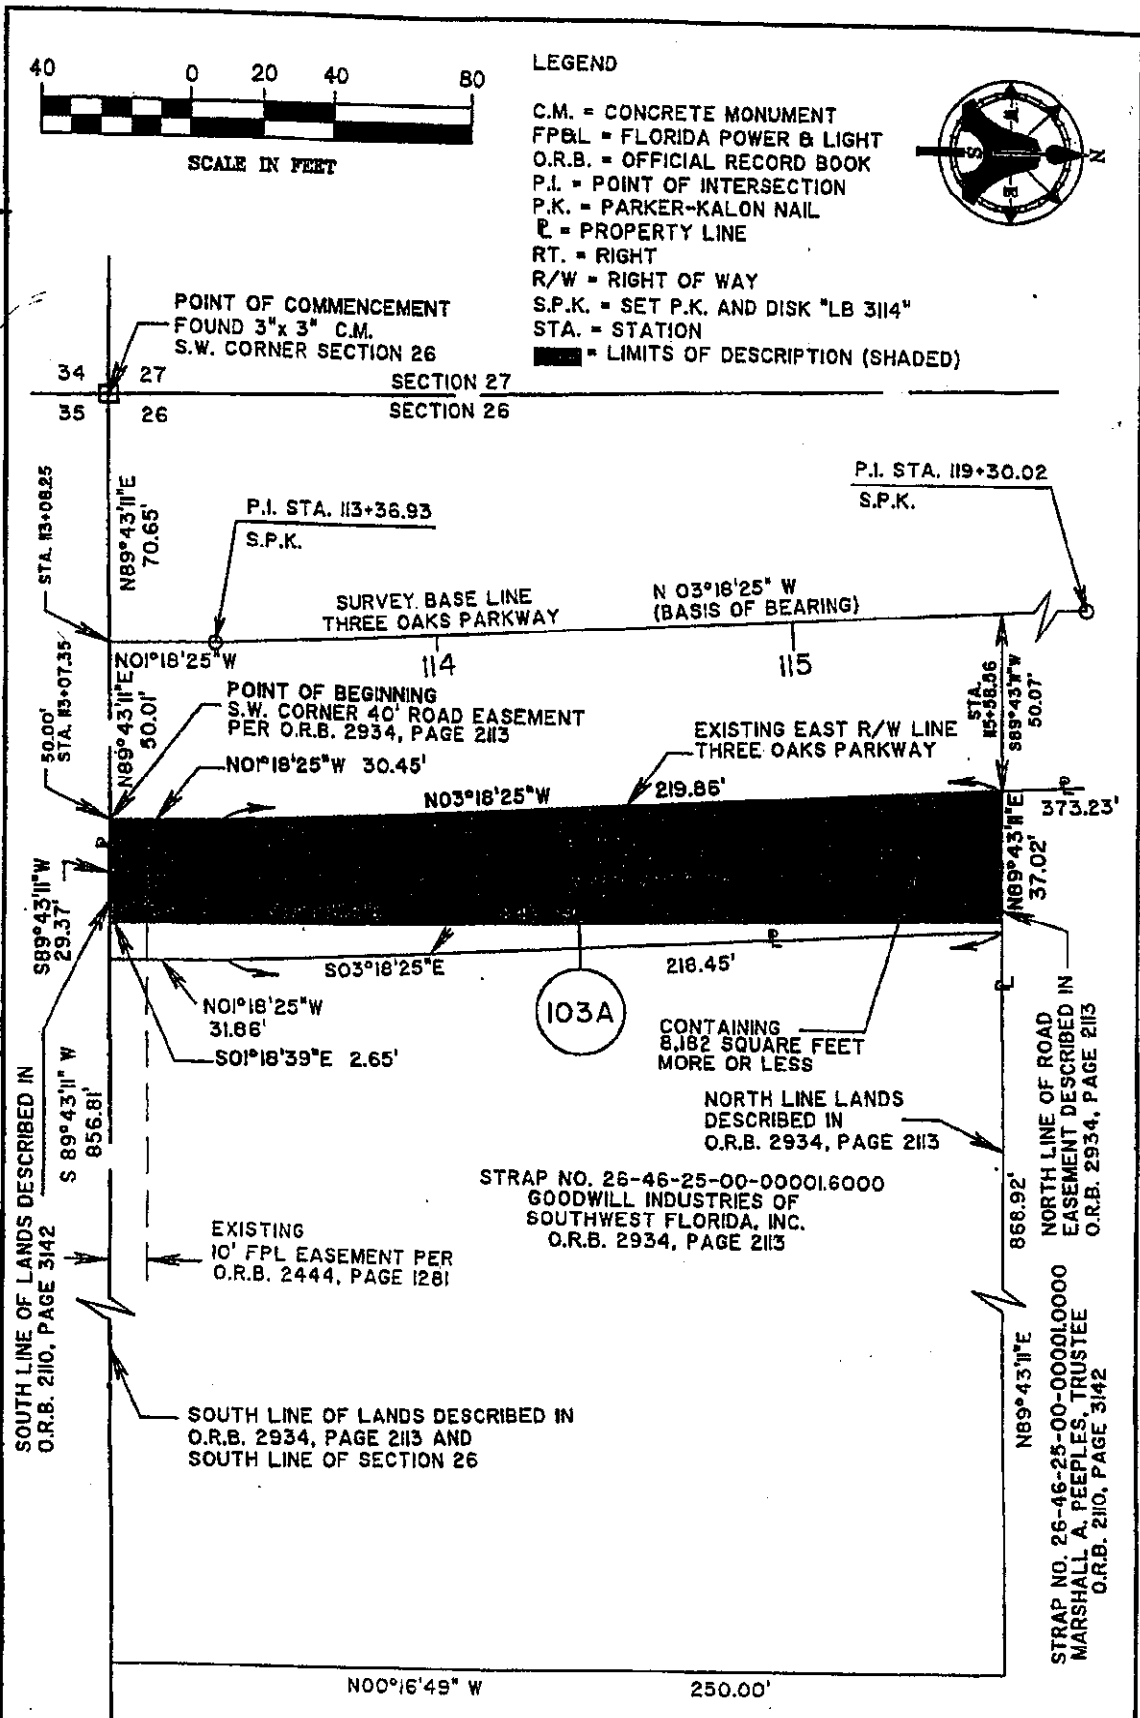 40 0 20 40 80
SCALE IN FEET
LEGEND
C.M. = CONCRETE MONUMENT
FP&L = FLORIDA POWER & LIGHT
O.R.B. = OFFICIAL RECORD BOOK
P.I. = POINT OF INTERSECTION
P.K. = PARKER-KALON NAIL
℄ = PROPERTY LINE
RT. = RIGHT
R/W = RIGHT OF WAY
S.P.K. = SET P.K. AND DISK "LB 3114"
STA. = STATION
= LIMITS OF DESCRIPTION (SHADED)
N
S
W
E
POINT OF COMMENCEMENT
FOUND 3"x 3" C.M.
S.W. CORNER SECTION 26
34 27
35 26
SECTION 27
SECTION 26
STA. 113+08.25
N89°43'11"E
70.65'
P.I. STA. 113+36.93
S.P.K.
P.I. STA. 119+30.02
S.P.K.
SURVEY BASE LINE
THREE OAKS PARKWAY
N 03°18'25" W
(BASIS OF BEARING)
N01°18'25"W
114
115
50.00'
STA. 113+07.35
N89°43'11"E
50.01'
POINT OF BEGINNING
S.W. CORNER 40' ROAD EASEMENT
PER O.R.B. 2934, PAGE 2113
STA.
115+58.86
S89°43'11"W
50.07'
EXISTING EAST R/W LINE
THREE OAKS PARKWAY
N01°18'25"W 30.45'
N03°18'25"W
219.86'
373.23'
N89°43'11"E
37.02'
S89°43'11"W
29.37'
S03°18'25"E
218.45'
N01°18'25"W
31.86'
S01°18'39"E 2.65'
103A
CONTAINING
8,182 SQUARE FEET
MORE OR LESS
S 89°43'11" W
856.81'
SOUTH LINE OF LANDS DESCRIBED IN
O.R.B. 2110, PAGE 3142
NORTH LINE LANDS
DESCRIBED IN
O.R.B. 2934, PAGE 2113
NORTH LINE OF ROAD
EASEMENT DESCRIBED IN
O.R.B. 2934, PAGE 2113
STRAP NO. 26-46-25-00-00001.6000
GOODWILL INDUSTRIES OF
SOUTHWEST FLORIDA, INC.
O.R.B. 2934, PAGE 2113
868.92'
EXISTING
10' FPL EASEMENT PER
O.R.B. 2444, PAGE 1281
N89°43'11"E
STRAP NO. 26-46-25-00-00001.0000
MARSHALL A. PEEPLES, TRUSTEE
O.R.B. 2110, PAGE 3142
SOUTH LINE OF LANDS DESCRIBED IN
O.R.B. 2934, PAGE 2113 AND
SOUTH LINE OF SECTION 26
N00°16'49" W
250.00'